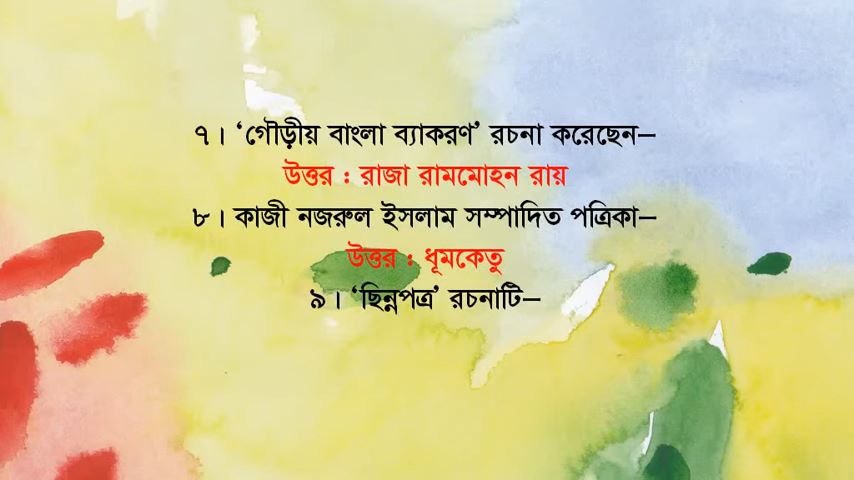 ৭। ‘গৌড়ীয় বাংলা ব্যাকরণ’ রচনা করেছেন–
উত্তর : রাজা রামমোহন রায়
৮। কাজী নজরুল ইসলাম সম্পাদিত পত্রিকা–
উত্তর : ধূমকেতু
৯। ‘ছিন্নপত্র’ রচনাটি–